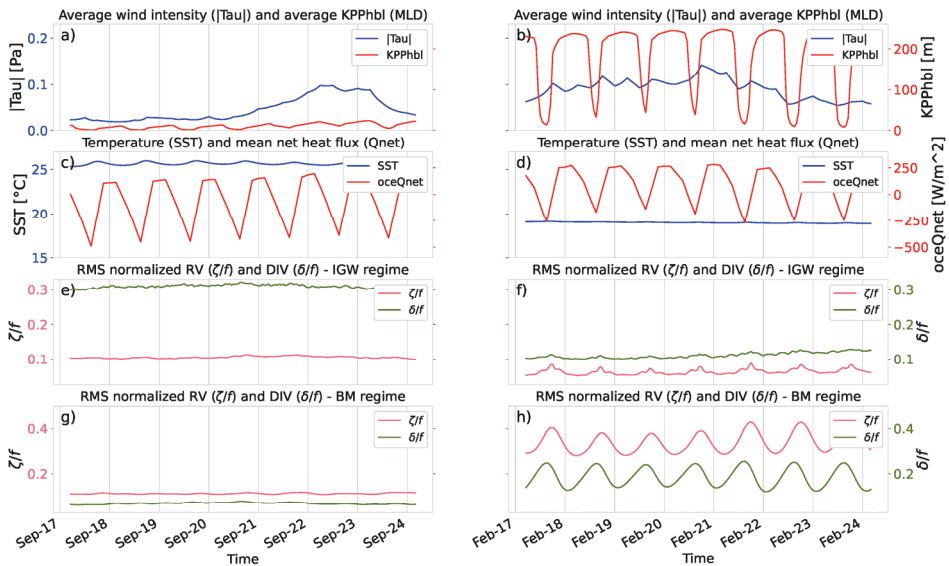 Average wind intensity (|Tau|) and average KPPhbl (MLD)
a)
|Tau|
KPPhbl
0.2
0.1
0.0
|Tau| [Pa]
Average wind intensity (|Tau|) and average KPPhbl (MLD)
b)
|Tau|
KPPhbl
200
100
0
KPPhbl [m]
Temperature (SST) and mean net heat flux (Qnet)
c)
SST
oceQnet
25
20
15
SST [°C]
Temperature (SST) and mean net heat flux (Qnet)
d)
SST
oceQnet
250
0
−250
−500
oceQnet [W/m^2]
RMS normalized RV (ζ/f) and DIV (δ/f) - IGW regime
e)
ζ/f
δ/f
0.3
0.2
0.1
ζ/f
RMS normalized RV (ζ/f) and DIV (δ/f) - IGW regime
f)
ζ/f
δ/f
0.3
0.2
0.1
δ/f
RMS normalized RV (ζ/f) and DIV (δ/f) - BM regime
g)
ζ/f
δ/f
0.4
0.2
ζ/f
Sep-17
Sep-18
Sep-19
Sep-20
Sep-21
Sep-22
Sep-23
Sep-24
Time
RMS normalized RV (ζ/f) and DIV (δ/f) - BM regime
h)
ζ/f
δ/f
0.4
0.2
δ/f
Feb-17
Feb-18
Feb-19
Feb-20
Feb-21
Feb-22
Feb-23
Feb-24
Time